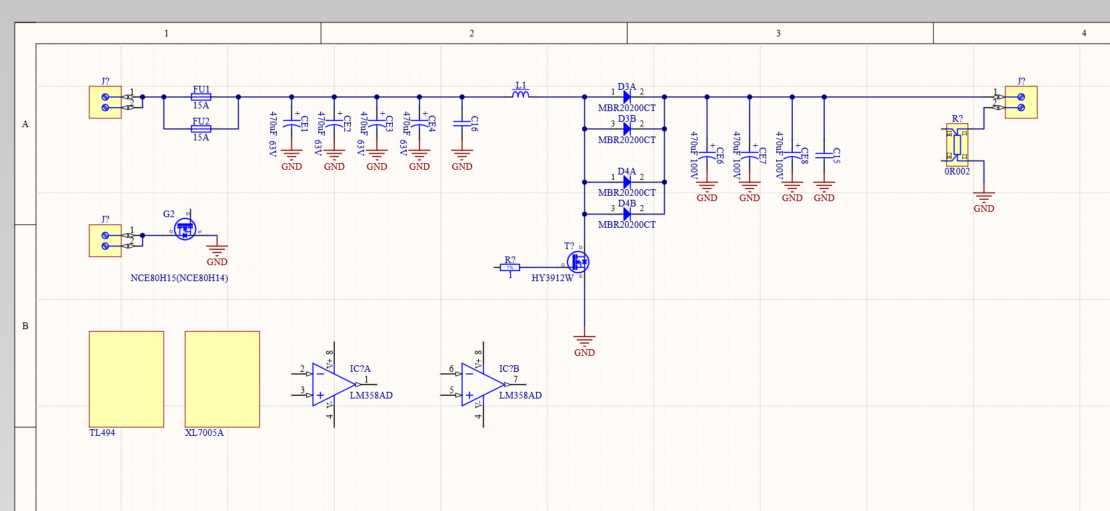 1 2 3 4
A
B
J?
1
2
FU1
15A
FU2
15A
470uF 63V
CE1
470uF 63V
CE2
470uF 63V
CE3
470uF 63V
CE4
C16
GND
GND
GND
GND
GND
L1
D3A
1 2
MBR20200CT
D3B
3 2
MBR20200CT
D4A
1 2
MBR20200CT
D4B
3 2
MBR20200CT
470uF 100V
CE6
470uF 100V
CE7
470uF 100V
CE8
C15
GND
GND
GND
GND
J?
1
2
R?
0R002
GND
J?
1
2
G2
GND
NCE80H15(NCE80H14)
R?
1
T?
HY3912W
GND
TL494
XL7005A
IC?A
LM358AD
2
3
1
V+ 8
V- 4
IC?B
LM358AD
6
5
7
V+ 8
V- 4